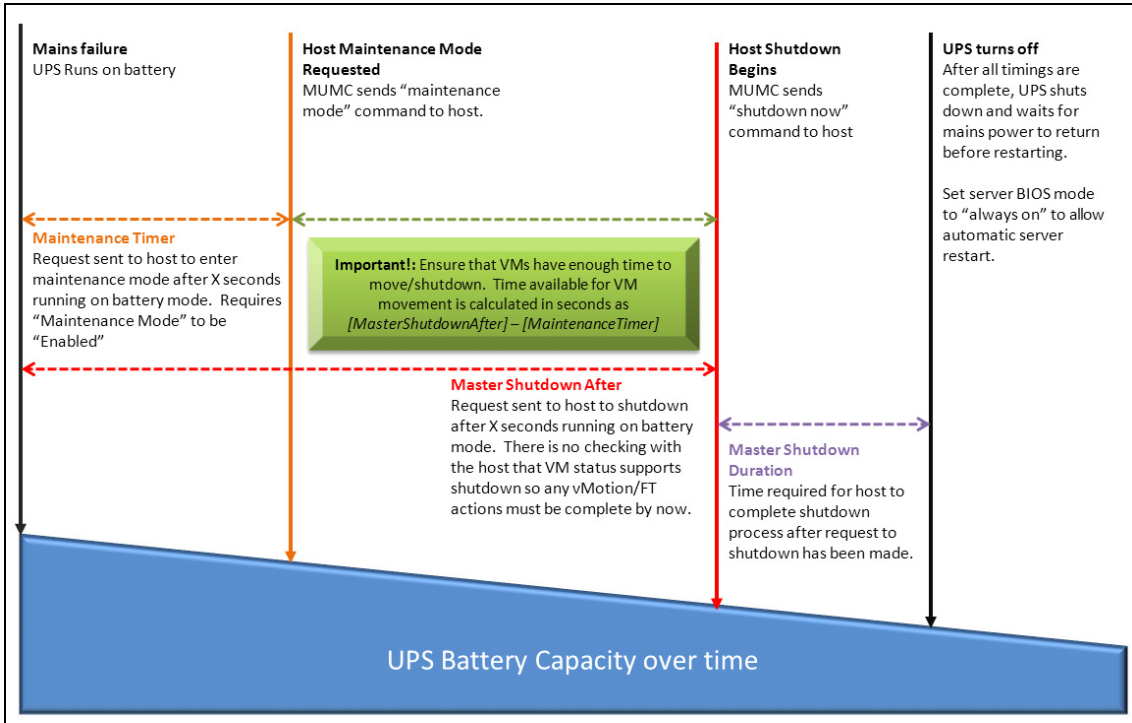 Mains failure
UPS Runs on battery
Host Maintenance Mode
Requested
MUMC sends “maintenance
mode” command to host.
Host Shutdown
Begins
MUMC sends
“shutdown now”
command to host
UPS turns off
After all timings are
complete, UPS shuts
down and waits for
mains power to return
before restarting.
Set server BIOS mode
to “always on” to allow
automatic server
restart.
Maintenance Timer
Request sent to host to enter
maintenance mode after X seconds
running on battery mode.  Requires
“Maintenance Mode” to be
“Enabled”
Important!: Ensure that VMs have enough time to
move/shutdown.  Time available for VM
movement is calculated in seconds as
[MasterShutdownAfter] – [MaintenanceTimer]
Master Shutdown After
Request sent to host to shutdown
after X seconds running on battery
mode.  There is no checking with
the host that VM status supports
shutdown so any vMotion/FT
actions must be complete by now.
Master Shutdown
Duration
Time required for host to
complete shutdown
process after request to
shutdown has been made.
UPS Battery Capacity over time